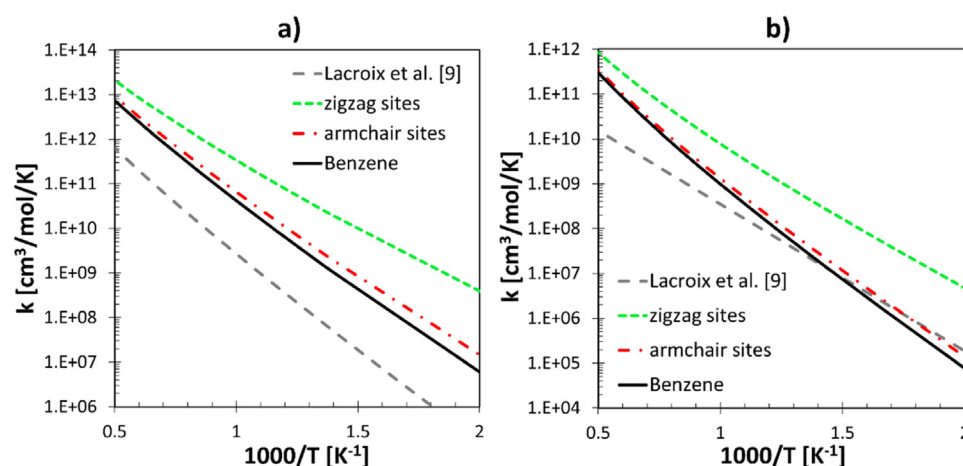 a)
k [cm³/mol/K]
1.E+14
1.E+13
1.E+12
1.E+11
1.E+10
1.E+09
1.E+08
1.E+07
1.E+06
Lacroix et al. [9]
zigzag sites
armchair sites
Benzene
0.5
1
1.5
2
1000/T [K⁻¹]
b)
k [cm³/mol/K]
1.E+12
1.E+11
1.E+10
1.E+09
1.E+08
1.E+07
1.E+06
1.E+05
1.E+04
Lacroix et al. [9]
zigzag sites
armchair sites
Benzene
0.5
1
1.5
2
1000/T [K⁻¹]